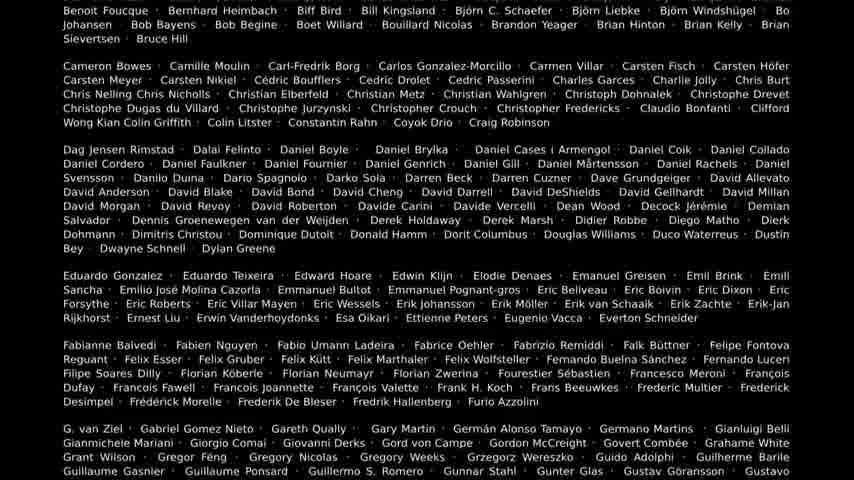 Benoit Foucque · Bernhard Heimbach · Biff Bird · Bill Kingsland · Björn C. Schaefer · Björn Liebke · Björn Windshügel · Bo
Johansen · Bob Bayens · Bob Begine · Boet Willard · Bouillard Nicolas · Brandon Yeager · Brian Hinton · Brian Kelly · Brian
Sievertsen · Bruce Hill
Cameron Bowes · Camille Moulin · Carl-Fredrik Borg · Carlos Gonzalez-Morcillo · Carmen Villar · Carsten Fisch · Carsten Höfer
Carsten Meyer · Carsten Nikiel · Cédric Boufflers · Cedric Drolet · Cedric Passerini · Charles Garces · Charlie Jolly · Chris Burt
Chris Nelling Chris Nicholls · Christian Elberfeld · Christian Metz · Christian Wahlgren · Christoph Dohnalek · Christophe Drevet
Christophe Dugas du Villard · Christophe Jurzynski · Christopher Crouch · Christopher Fredericks · Claudio Bonfanti · Clifford
Wong Kian Colin Griffith · Colin Litster · Constantin Rahn · Coyok Drio · Craig Robinson
Dag Jensen Rimstad · Dalai Felinto · Daniel Boyle · Daniel Brylka · Daniel Cases i Armengol · Daniel Coik · Daniel Collado
Daniel Cordero · Daniel Faulkner · Daniel Fournier · Daniel Genrich · Daniel Gill · Daniel Mårtensson · Daniel Rachels · Daniel
Svensson · Danilo Duina · Dario Spagnolo · Darko Sola · Darren Beck · Darren Cuzner · Dave Grundgeiger · David Allevato
David Anderson · David Blake · David Bond · David Cheng · David Darrell · David DeShields · David Gellhardt · David Millan
David Morgan · David Revoy · David Roberton · Davide Carini · Davide Vercelli · Dean Wood · Decock Jérémie · Demian
Salvador · Dennis Groenewegen van der Weijden · Derek Holdaway · Derek Marsh · Didier Robbe · Diego Matho · Dierk
Dohmann · Dimitris Christou · Dominique Dutoit · Donald Hamm · Dorit Columbus · Douglas Williams · Duco Waterreus · Dustin
Bey · Dwayne Schnell · Dylan Greene
Eduardo Gonzalez · Eduardo Teixeira · Edward Hoare · Edwin Klijn · Elodie Denaes · Emanuel Greisen · Emil Brink · Emill
Sancha · Emilio José Molina Cazorla · Emmanuel Bultot · Emmanuel Pognant-gros · Eric Beliveau · Eric Boivin · Eric Dixon · Eric
Forsythe · Eric Roberts · Eric Villar Mayen · Eric Wessels · Erik Johansson · Erik Möller · Erik van Schaaik · Erik Zachte · Erik-Jan
Rijkhorst · Ernest Liu · Erwin Vanderhoydonks · Esa Oikari · Ettienne Peters · Eugenio Vacca · Everton Schneider
Fabianne Balvedi · Fabien Nguyen · Fabio Umann Ladeira · Fabrice Oehler · Fabrizio Remiddi · Falk Büttner · Felipe Fontova
Reguant · Felix Esser · Felix Gruber · Felix Kütt · Felix Marthaler · Felix Wolfsteller · Fernando Buelna Sánchez · Fernando Luceri
Filipe Soares Dilly · Florian Köberle · Florian Neumayr · Florian Zwerina · Fourestier Sébastien · Francesco Meroni · François
Dufay · Francois Fawell · Francois Joannette · François Valette · Frank H. Koch · Frans Beeuwkes · Frederic Multier · Frederick
Desimpel · Frédérick Morelle · Frederik De Bleser · Fredrik Hallenberg · Furio Azzolini
G. van Ziel · Gabriel Gomez Nieto · Gareth Qually · Gary Martin · Germán Alonso Tamayo · Germano Martins · Gianluigi Belli
Gianmichele Mariani · Giorgio Comai · Giovanni Derks · Gord von Campe · Gordon McCreight · Govert Combée · Grahame White
Grant Wilson · Gregor Féng · Gregory Nicolas · Gregory Weeks · Grzegorz Wereszko · Guido Adolphi · Guilherme Barile
Guillaume Gasnier · Guillaume Ponsard · Guillermo S. Romero · Gunnar Stahl · Gunter Glas · Gustav Göransson · Gustavo